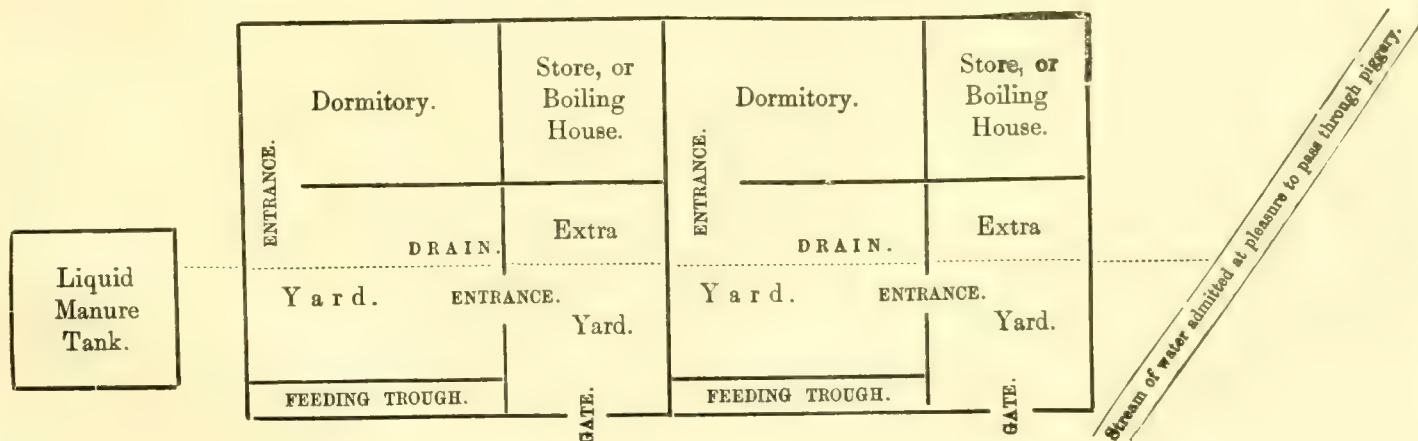 Dormitory.
Store, or
Boiling
House.
ENTRANCE.
Extra
DRAIN.
Yard.
ENTRANCE.
Yard.
FEEDING TROUGH.
GATE.
Dormitory.
Store, or
Boiling
House.
ENTRANCE.
Extra
DRAIN.
Yard.
ENTRANCE.
Yard.
FEEDING TROUGH.
GATE.
Liquid
Manure
Tank.
Stream of water admitted at pleasure to pass through piggary.